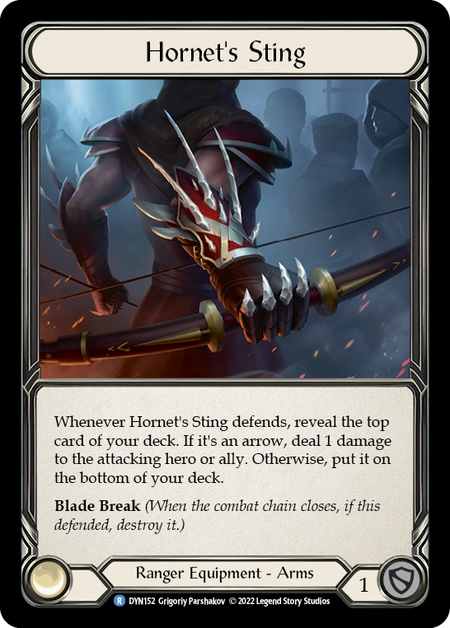 Hornet's Sting
Whenever Hornet's Sting defends, reveal the top
card of your deck. If it's an arrow, deal 1 damage
to the attacking hero or ally. Otherwise, put it on
the bottom of your deck.
Blade Break (When the combat chain closes, if this
defended, destroy it.)
Ranger Equipment - Arms
1
R DYN152 Grigoriy Parshakov © 2022 Legend Story Studios